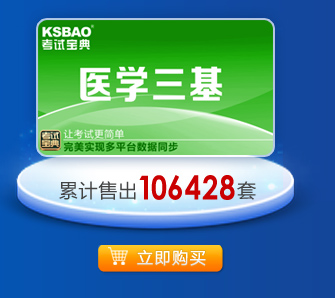 KSBAO®
考试宝典
医学三基
考试
宝典
让考试更简单
完美实现多平台数据同步
累计售出106428套
立即购买